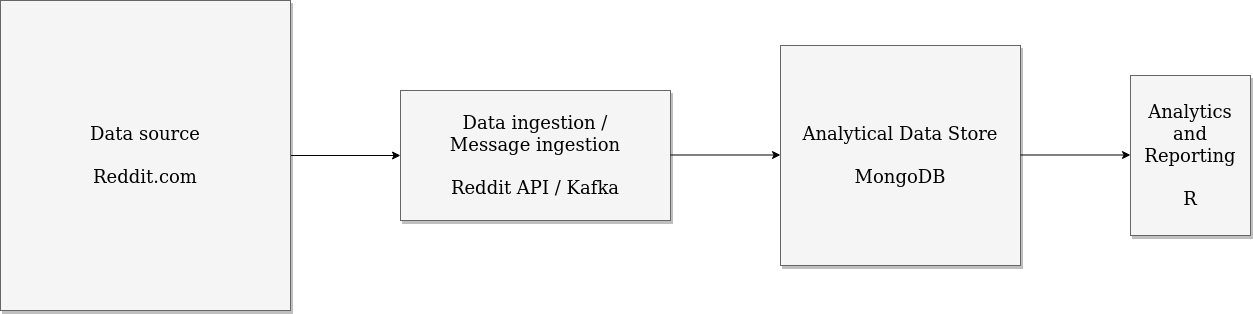 Data source
Reddit.com
Data ingestion /
Message ingestion
Reddit API / Kafka
Analytical Data Store
MongoDB
Analytics
and
Reporting
R